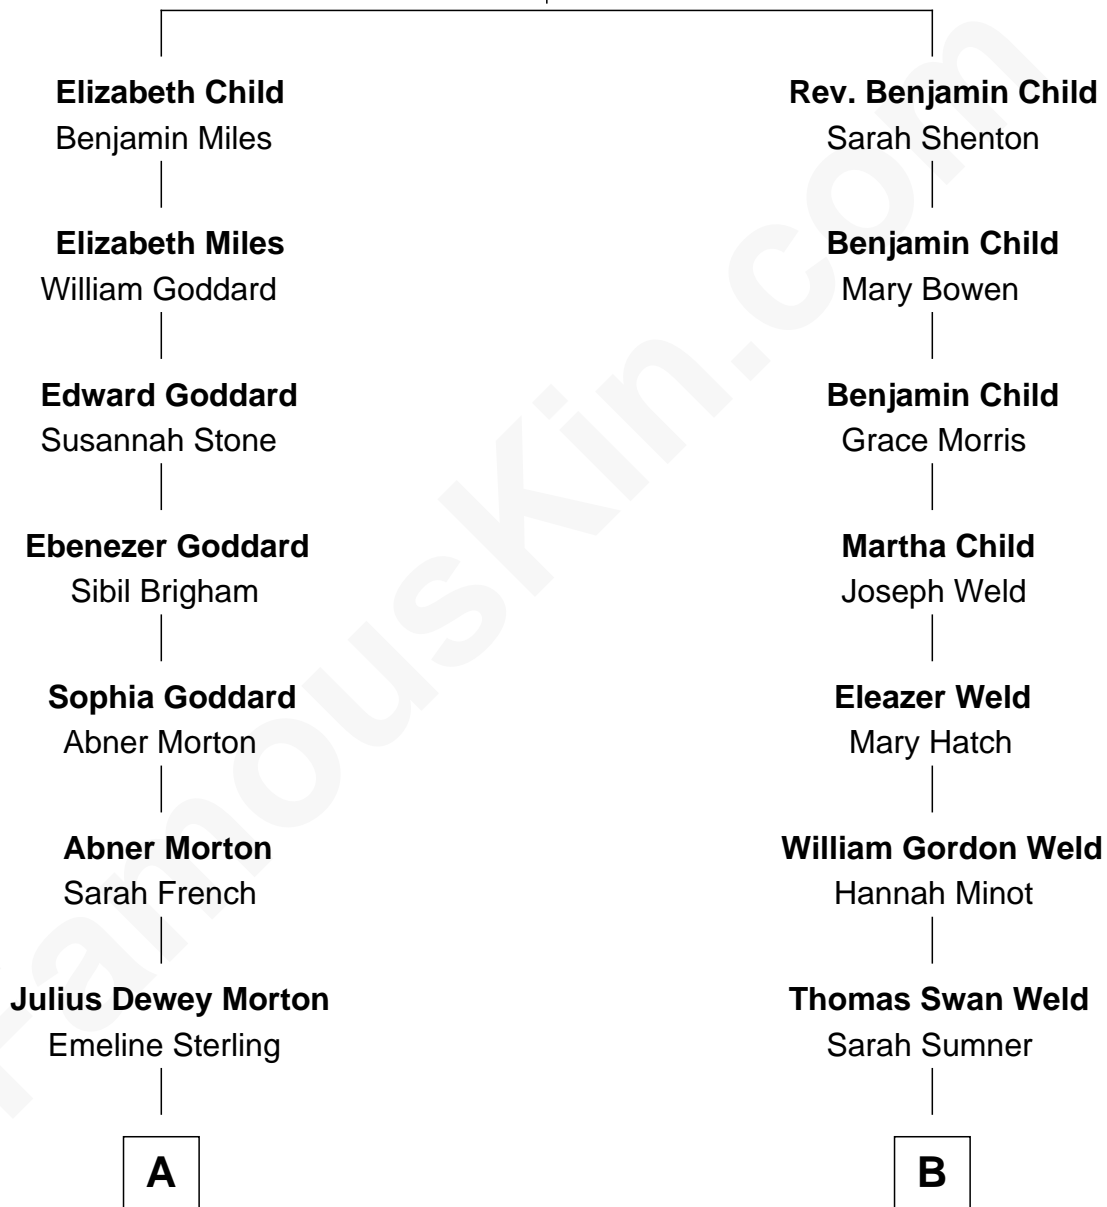 Elizabeth Child
Benjamin Miles
Elizabeth Miles
William Goddard
Edward Goddard
Susannah Stone
Ebenezer Goddard
Sibil Brigham
Sophia Goddard
Abner Morton
Abner Morton
Sarah French
Julius Dewey Morton
Emeline Sterling
A
Rev. Benjamin Child
Sarah Shenton
Benjamin Child
Mary Bowen
Benjamin Child
Grace Morris
Martha Child
Joseph Weld
Eleazer Weld
Mary Hatch
William Gordon Weld
Hannah Minot
Thomas Swan Weld
Sarah Sumner
B
FamousKin.com